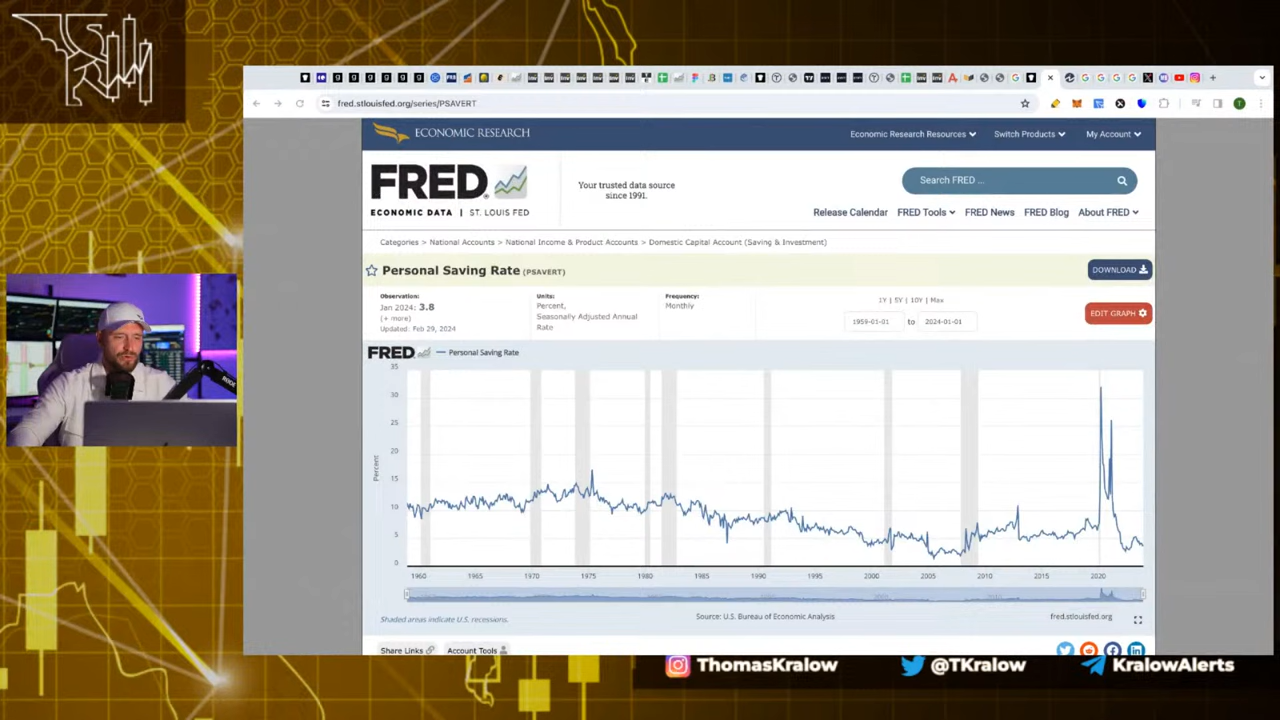 fred.stlouisfed.org/series/PSAVERT
ECONOMIC RESEARCH
Economic Research Resources
Switch Products
My Account
FRED
Your trusted data source
since 1991.
Search FRED ...
ECONOMIC DATA | ST. LOUIS FED
Release Calendar
FRED Tools
FRED News
FRED Blog
About FRED
Categories > National Accounts > National Income & Product Accounts > Domestic Capital Account (Saving & Investment)
Personal Saving Rate (PSAVERT)
DOWNLOAD
Observation:
Jan 2024: 3.8
(+ more)
Updated: Feb 29, 2024
Units:
Percent,
Seasonally Adjusted Annual
Rate
Frequency:
Monthly
1Y | 5Y | 10Y | Max
1959-01-01 to 2024-01-01
EDIT GRAPH
FRED
Personal Saving Rate
Percent
35
30
25
20
15
10
5
0
1960 1965 1970 1975 1980 1985 1990 1995 2000 2005 2010 2015 2020
Shaded areas indicate U.S. recessions.
Source: U.S. Bureau of Economic Analysis
fred.stlouisfed.org
Share Links
Account Tools
RODE
ThomasKralow
@TKralow
KralowAlerts